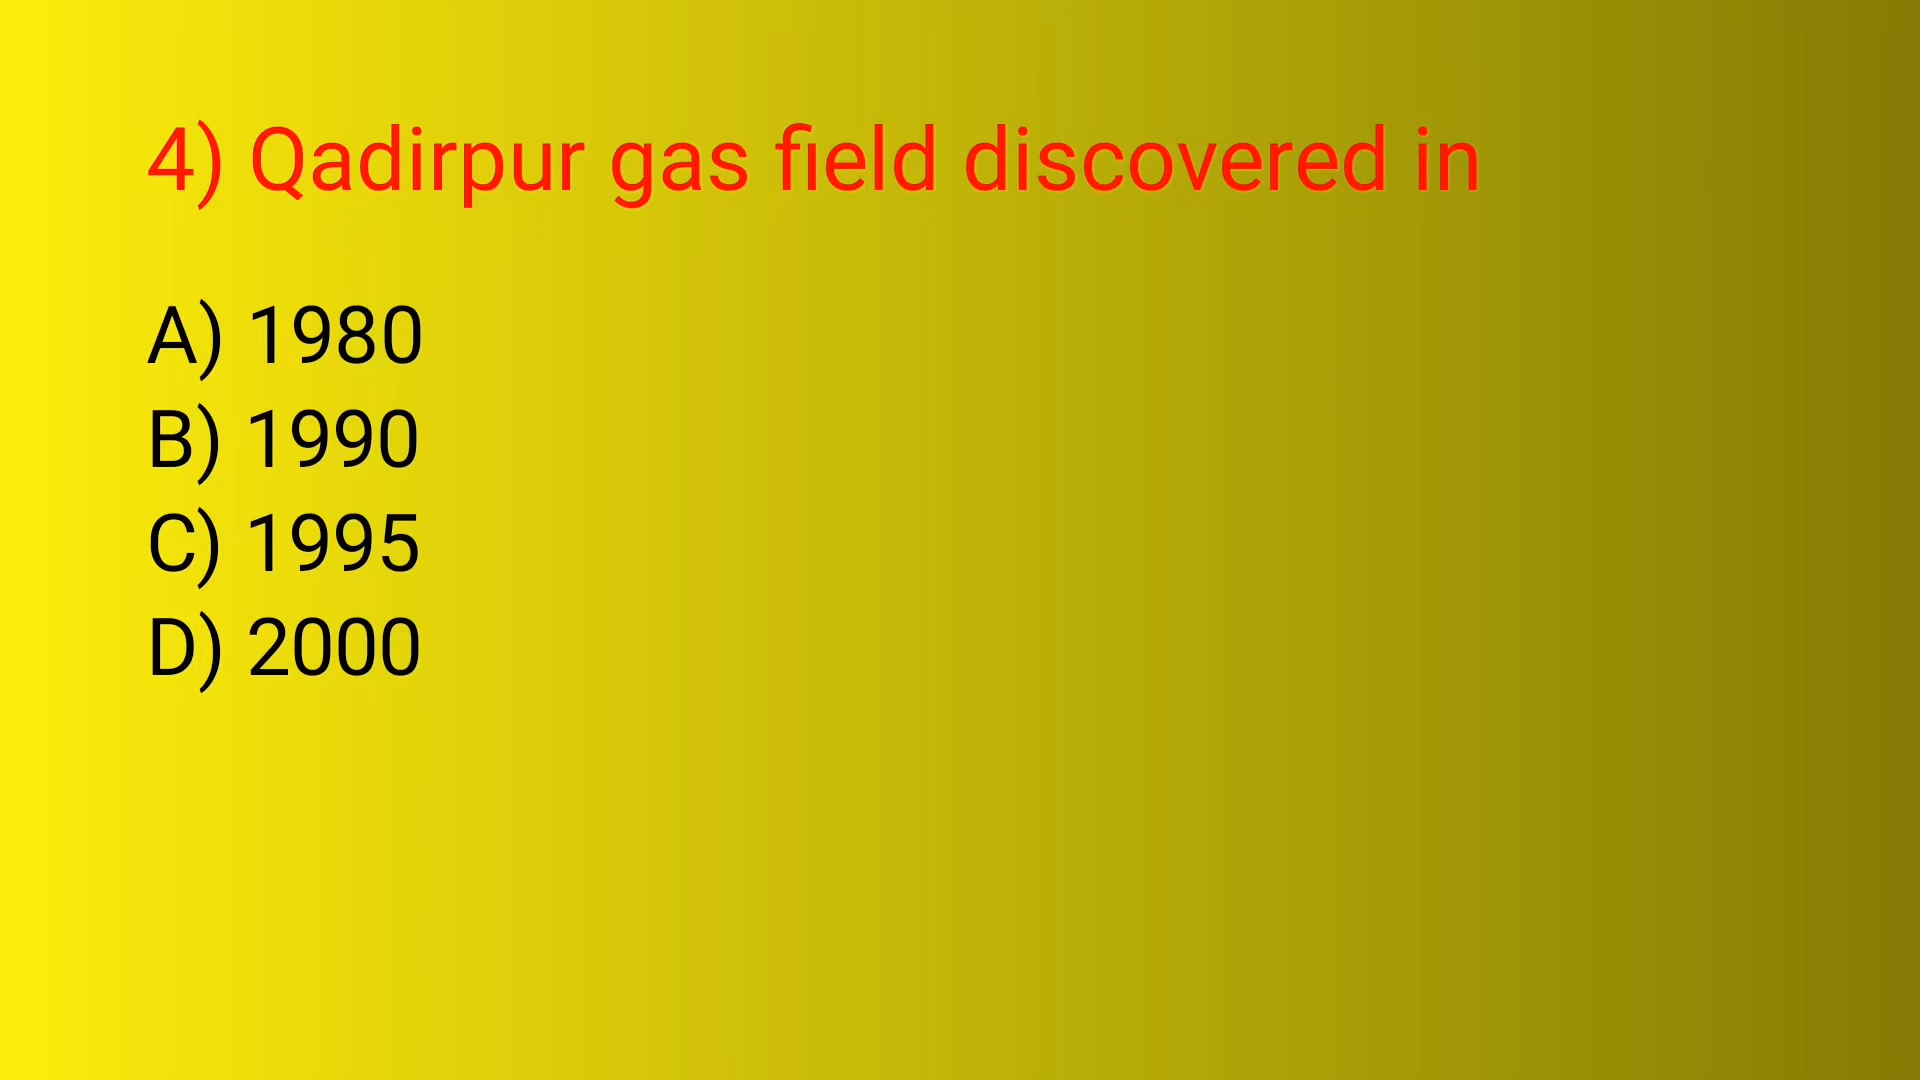 4) Qadirpur gas field discovered in
A) 1980
B) 1990
C) 1995
D) 2000